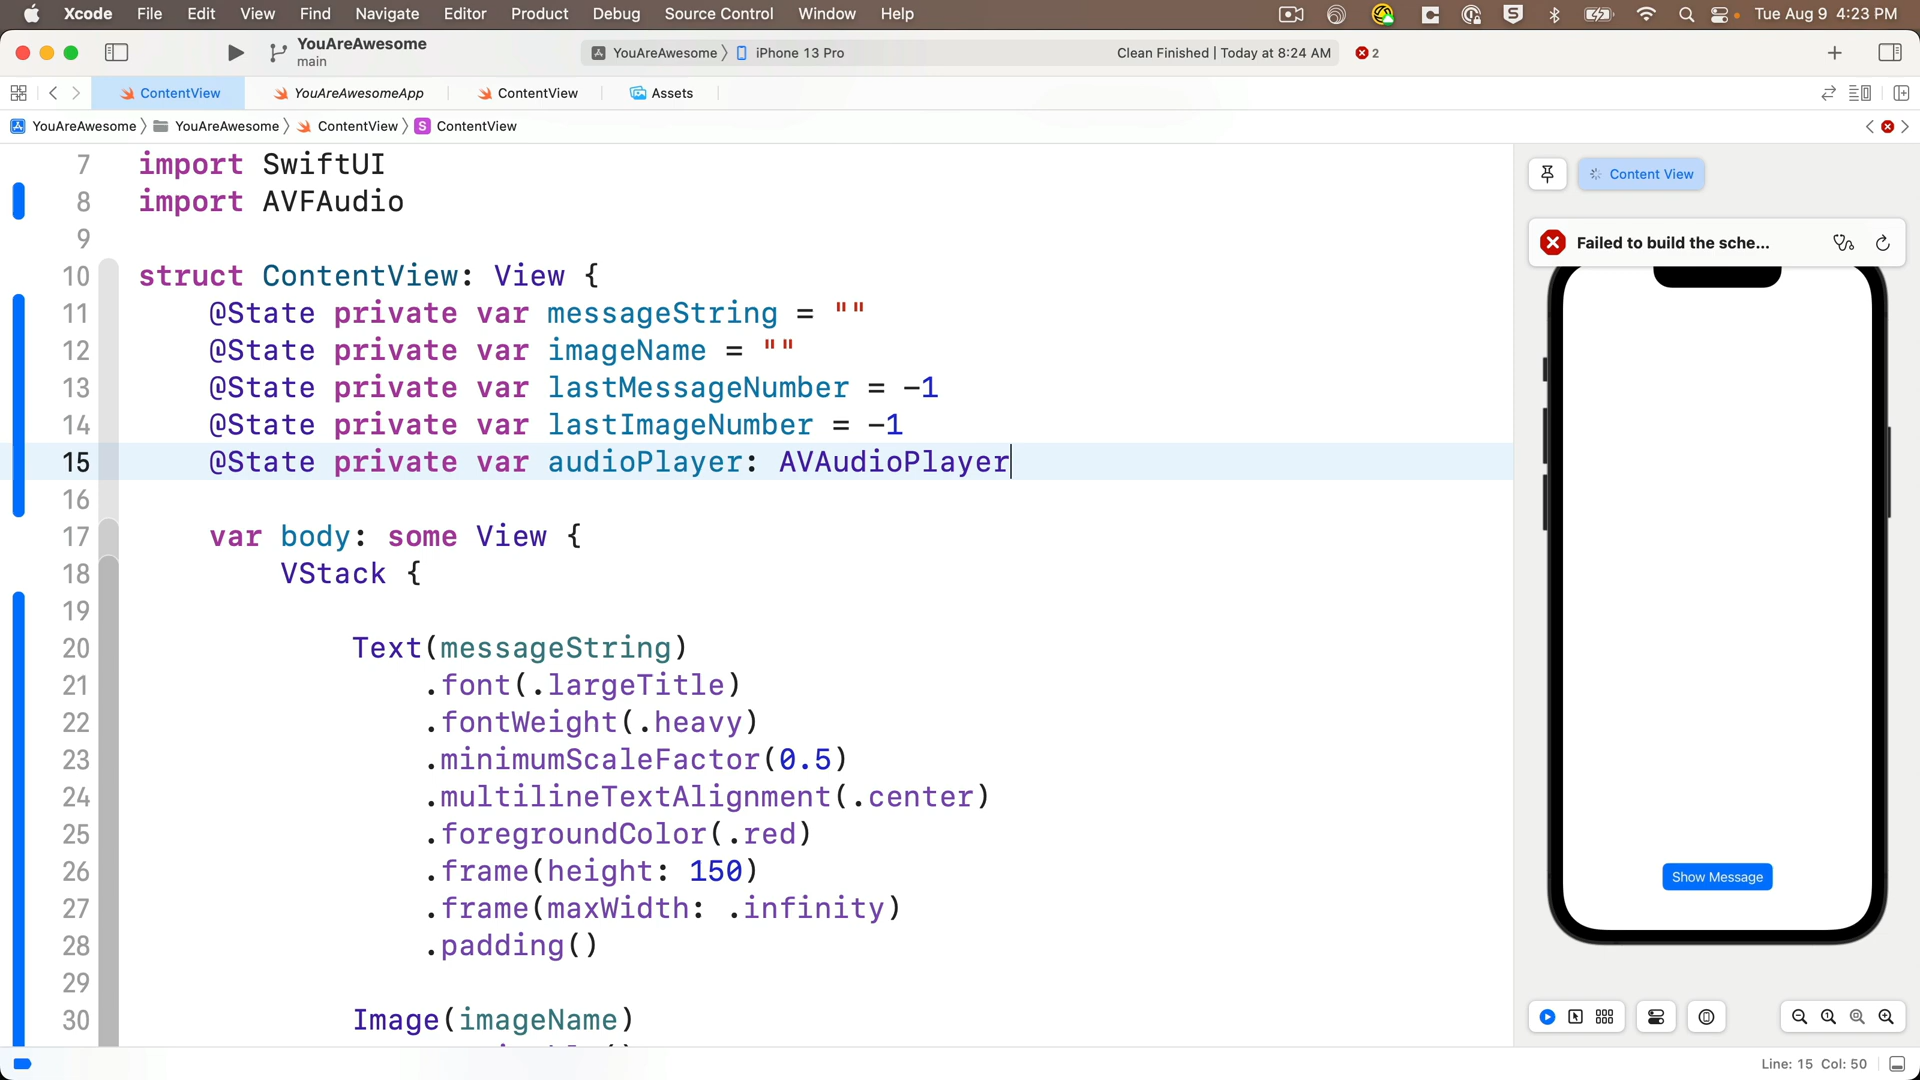 Xcode File Edit View Find Navigate Editor Product Debug Source Control Window Help Tue Aug 9 4:23 PM
YouAreAwesome
main
YouAreAwesome iPhone 13 Pro Clean Finished | Today at 8:24 AM 2
ContentView YouAreAwesomeApp ContentView Assets
YouAreAwesome YouAreAwesome ContentView S ContentView
7 import SwiftUI
8 import AVFAudio
9
10 struct ContentView: View {
11 @State private var messageString = ""
12 @State private var imageName = ""
13 @State private var lastMessageNumber = -1
14 @State private var lastImageNumber = -1
15 @State private var audioPlayer: AVAudioPlayer
16
17 var body: some View {
18 VStack {
19
20 Text(messageString)
21 .font(.largeTitle)
22 .fontWeight(.heavy)
23 .minimumScaleFactor(0.5)
24 .multilineTextAlignment(.center)
25 .foregroundColor(.red)
26 .frame(height: 150)
27 .frame(maxWidth: .infinity)
28 .padding()
29
30 Image(imageName)
Content View
Failed to build the sche...
Show Message
Line: 15 Col: 50